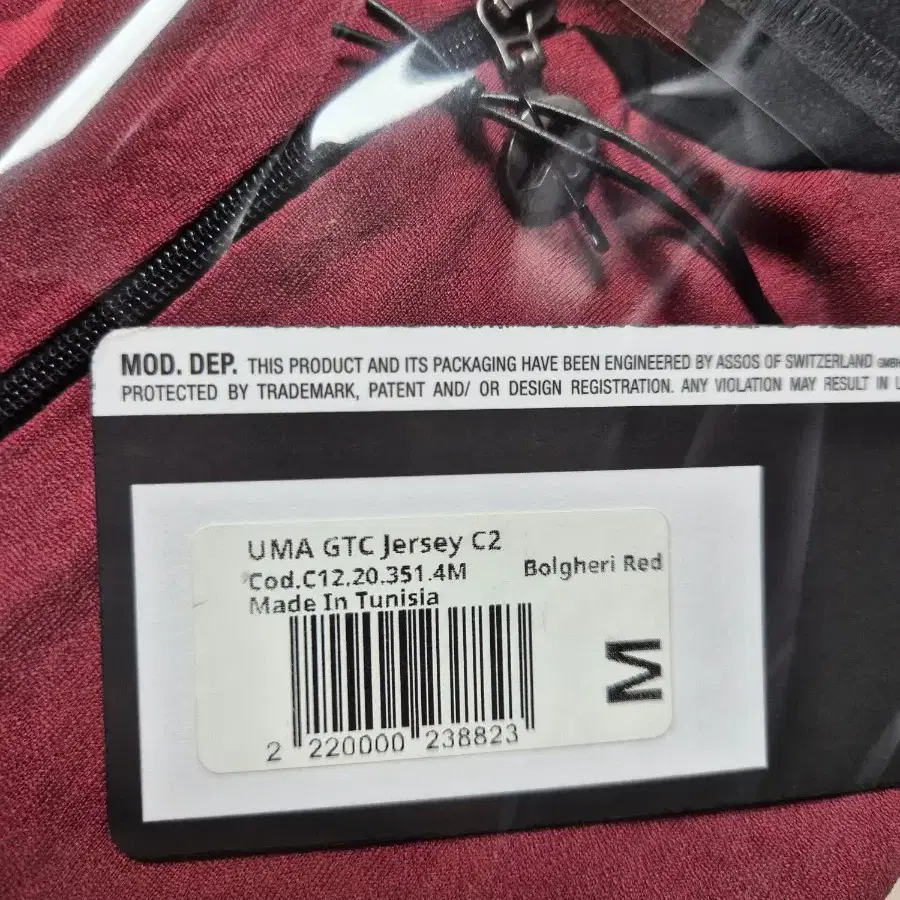 MOD. DEP. THIS PRODUCT AND ITS PACKAGING HAVE BEEN ENGINEERED BY ASSOS OF SWITZERLAND GMBH
PROTECTED BY TRADEMARK, PATENT AND/ OR DESIGN REGISTRATION. ANY VIOLATION MAY RESULT IN
UMA GTC Jersey C2
Cod.C12.20.351.4M
Bolgheri Red
Made In Tunisia
M
2 220000 238823